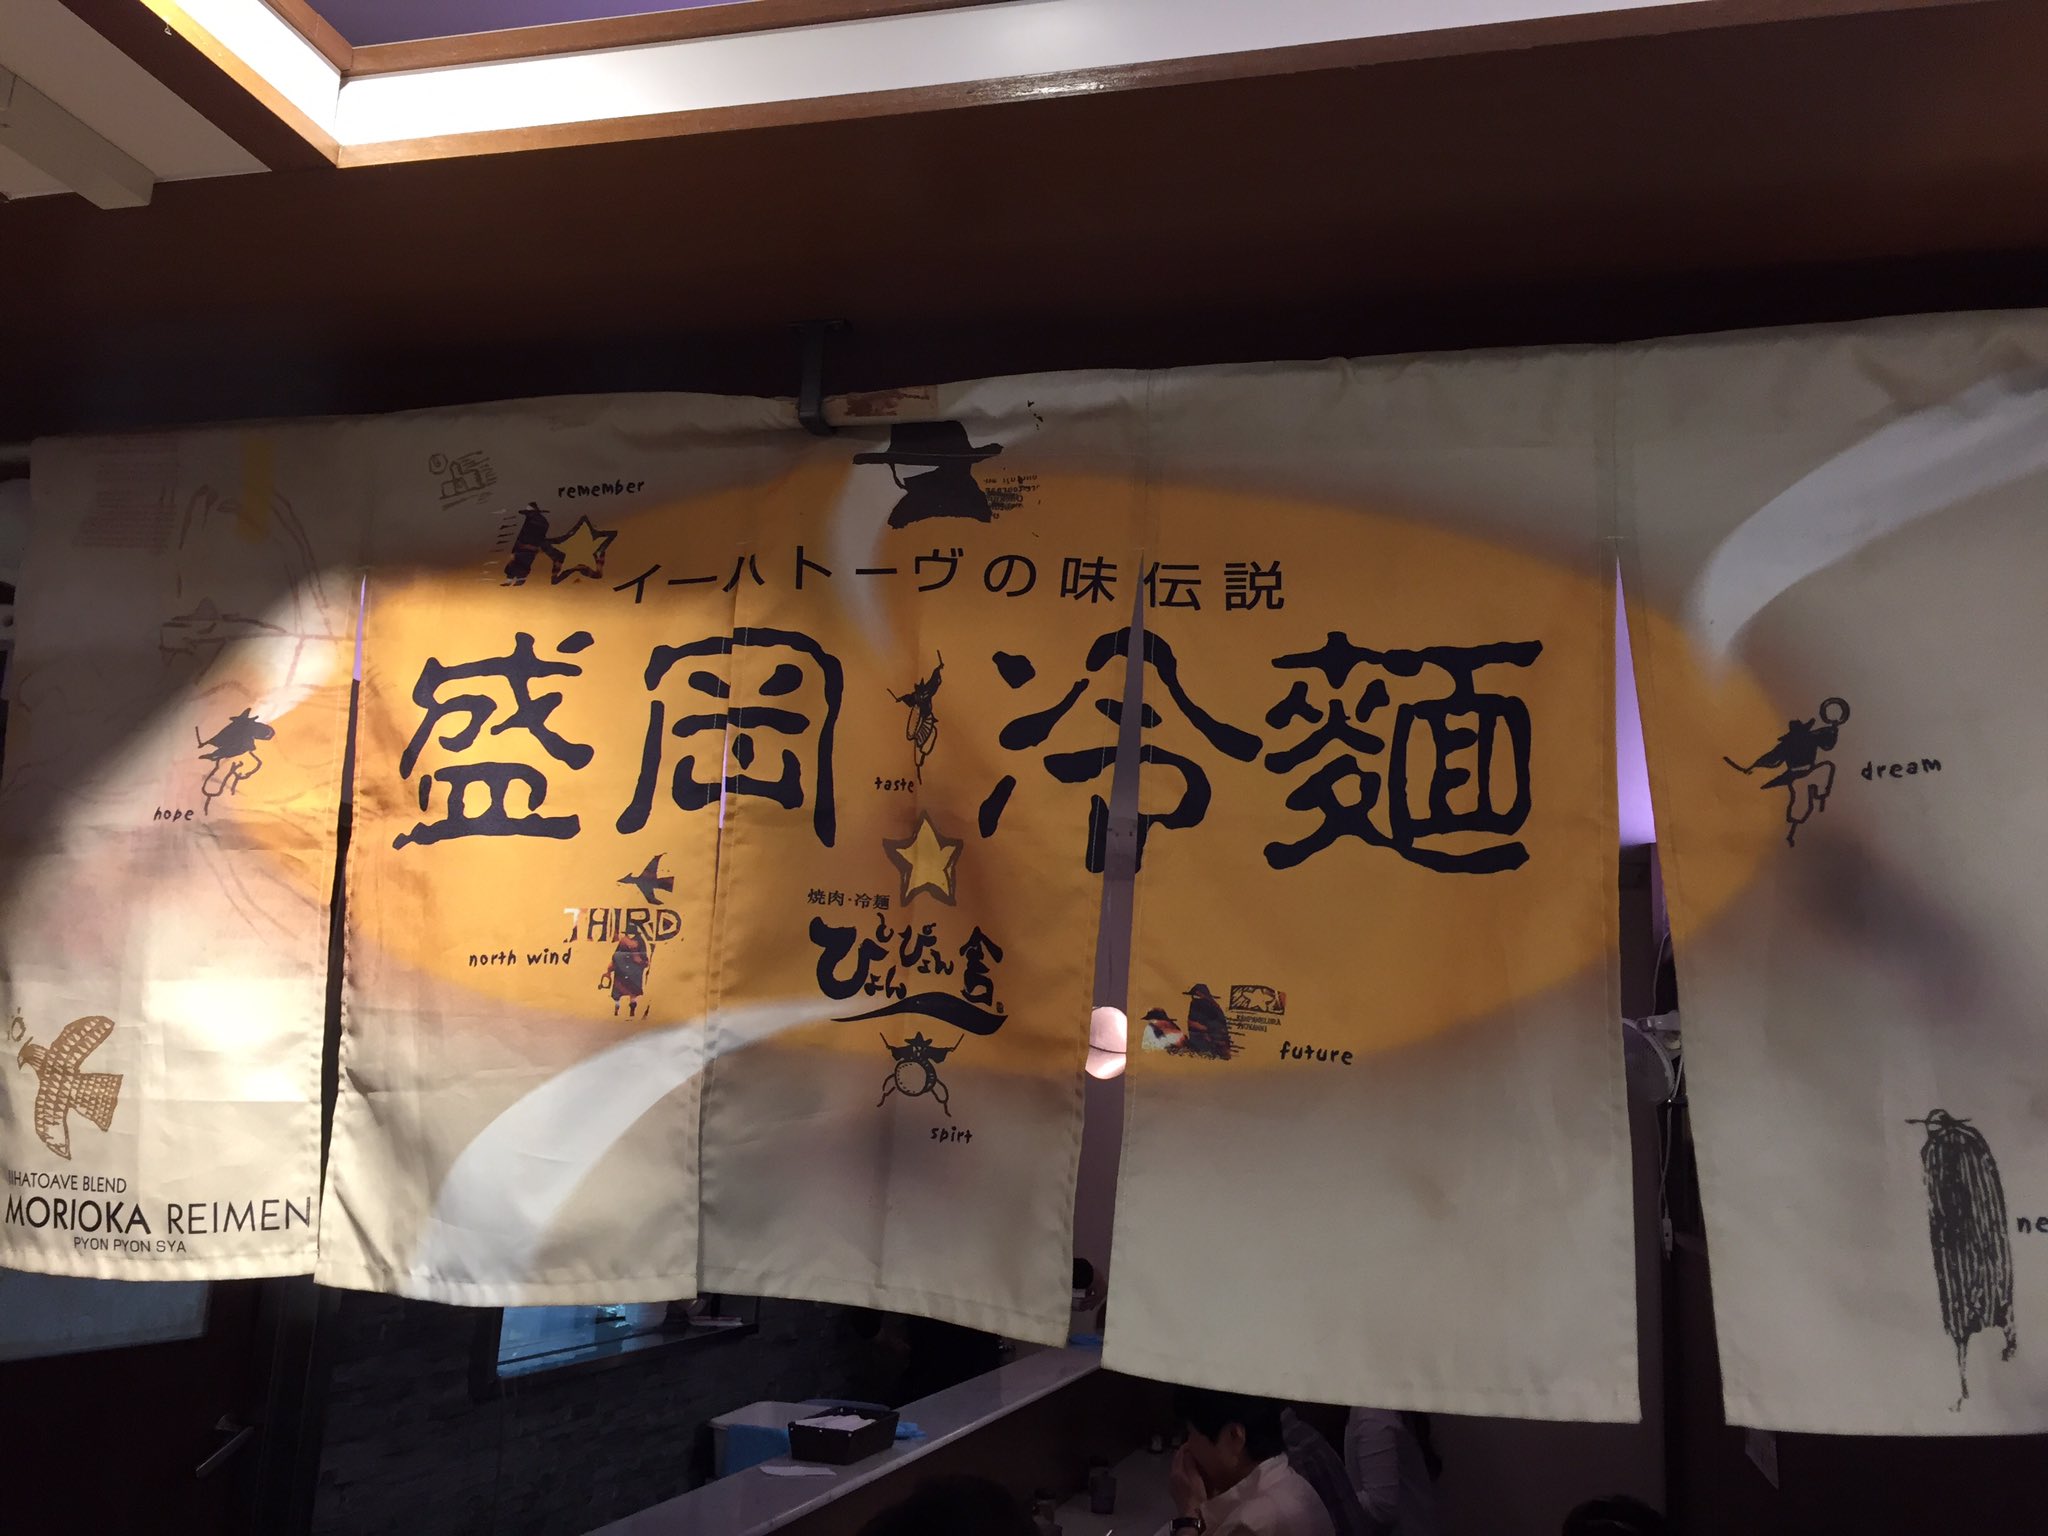 remember
イーハトーヴの味伝説
盛岡冷麺
hope
taste
dream
THIRD
north wind
焼肉・冷麺
ぴょんぴょん舎
future
spirt
IHATOAVE BLEND
MORIOKA REIMEN
PYON PYON SYA
ne